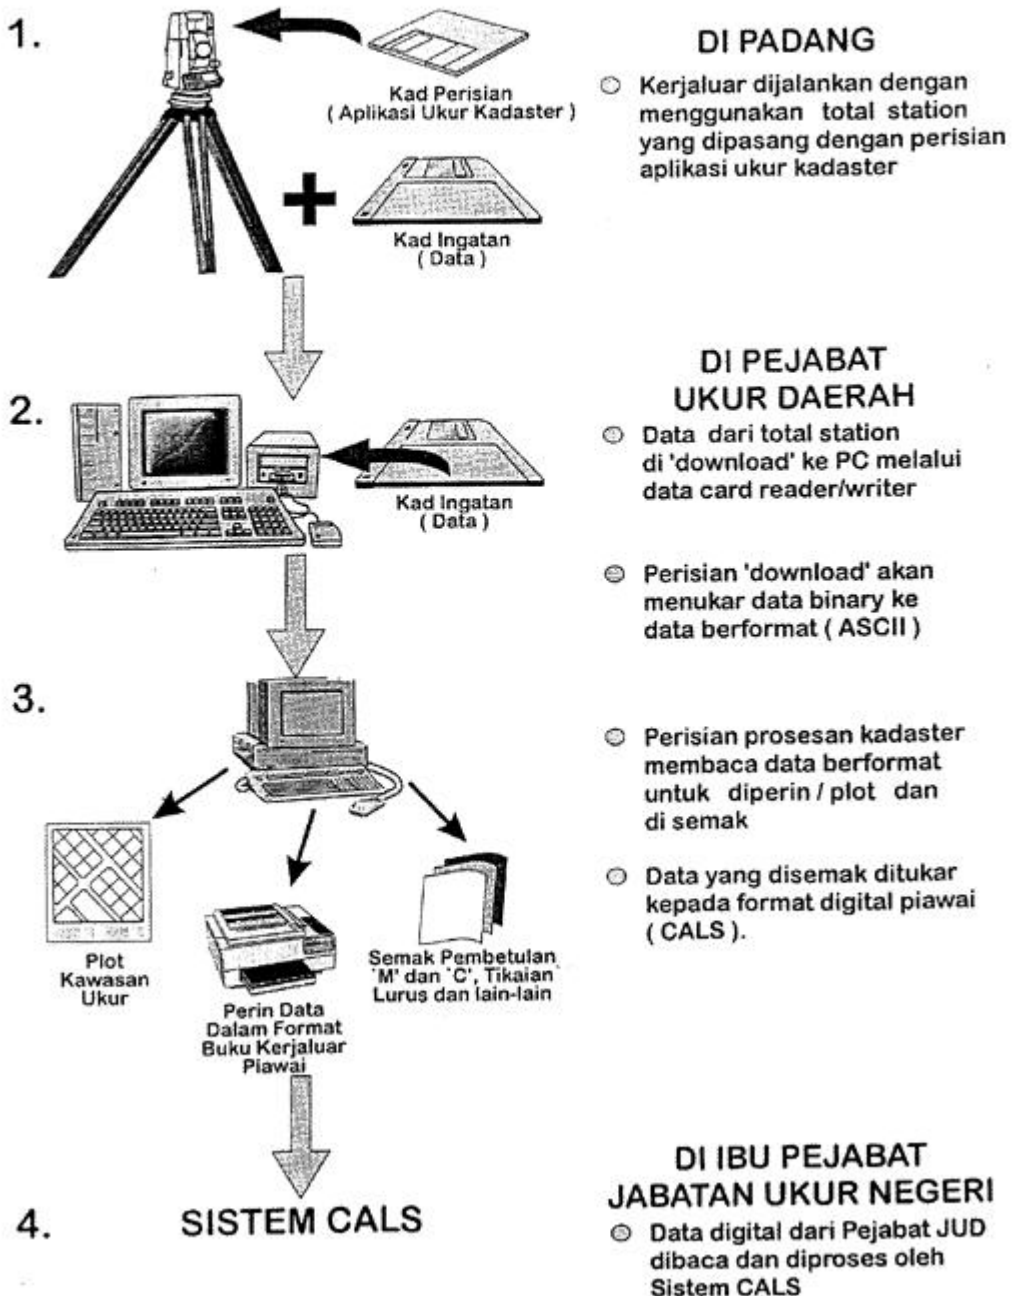 1.
Kad Perisian
( Aplikasi Ukur Kadaster )
Kad Ingatan
( Data )
DI PADANG
Kerjaluar dijalankan dengan
menggunakan total station
yang dipasang dengan perisian
aplikasi ukur kadaster
2.
Kad Ingatan
( Data )
DI PEJABAT
UKUR DAERAH
Data dari total station
di 'download' ke PC melalui
data card reader/writer
Perisian 'download' akan
menukar data binary ke
data berformat ( ASCII )
3.
Plot
Kawasan
Ukur
Perin Data
Dalam Format
Buku Kerjaluar
Piawai
Semak Pembetulan
`M' dan `C', Tikaian
Lurus dan lain-lain
Perisian prosesan kadaster
membaca data berformat
untuk diperin / plot dan
di semak
Data yang disemak ditukar
kepada format digital piawai
( CALS ).
4.
SISTEM CALS
DI IBU PEJABAT
JABATAN UKUR NEGERI
Data digital dari Pejabat JUD
dibaca dan diproses oleh
Sistem CALS